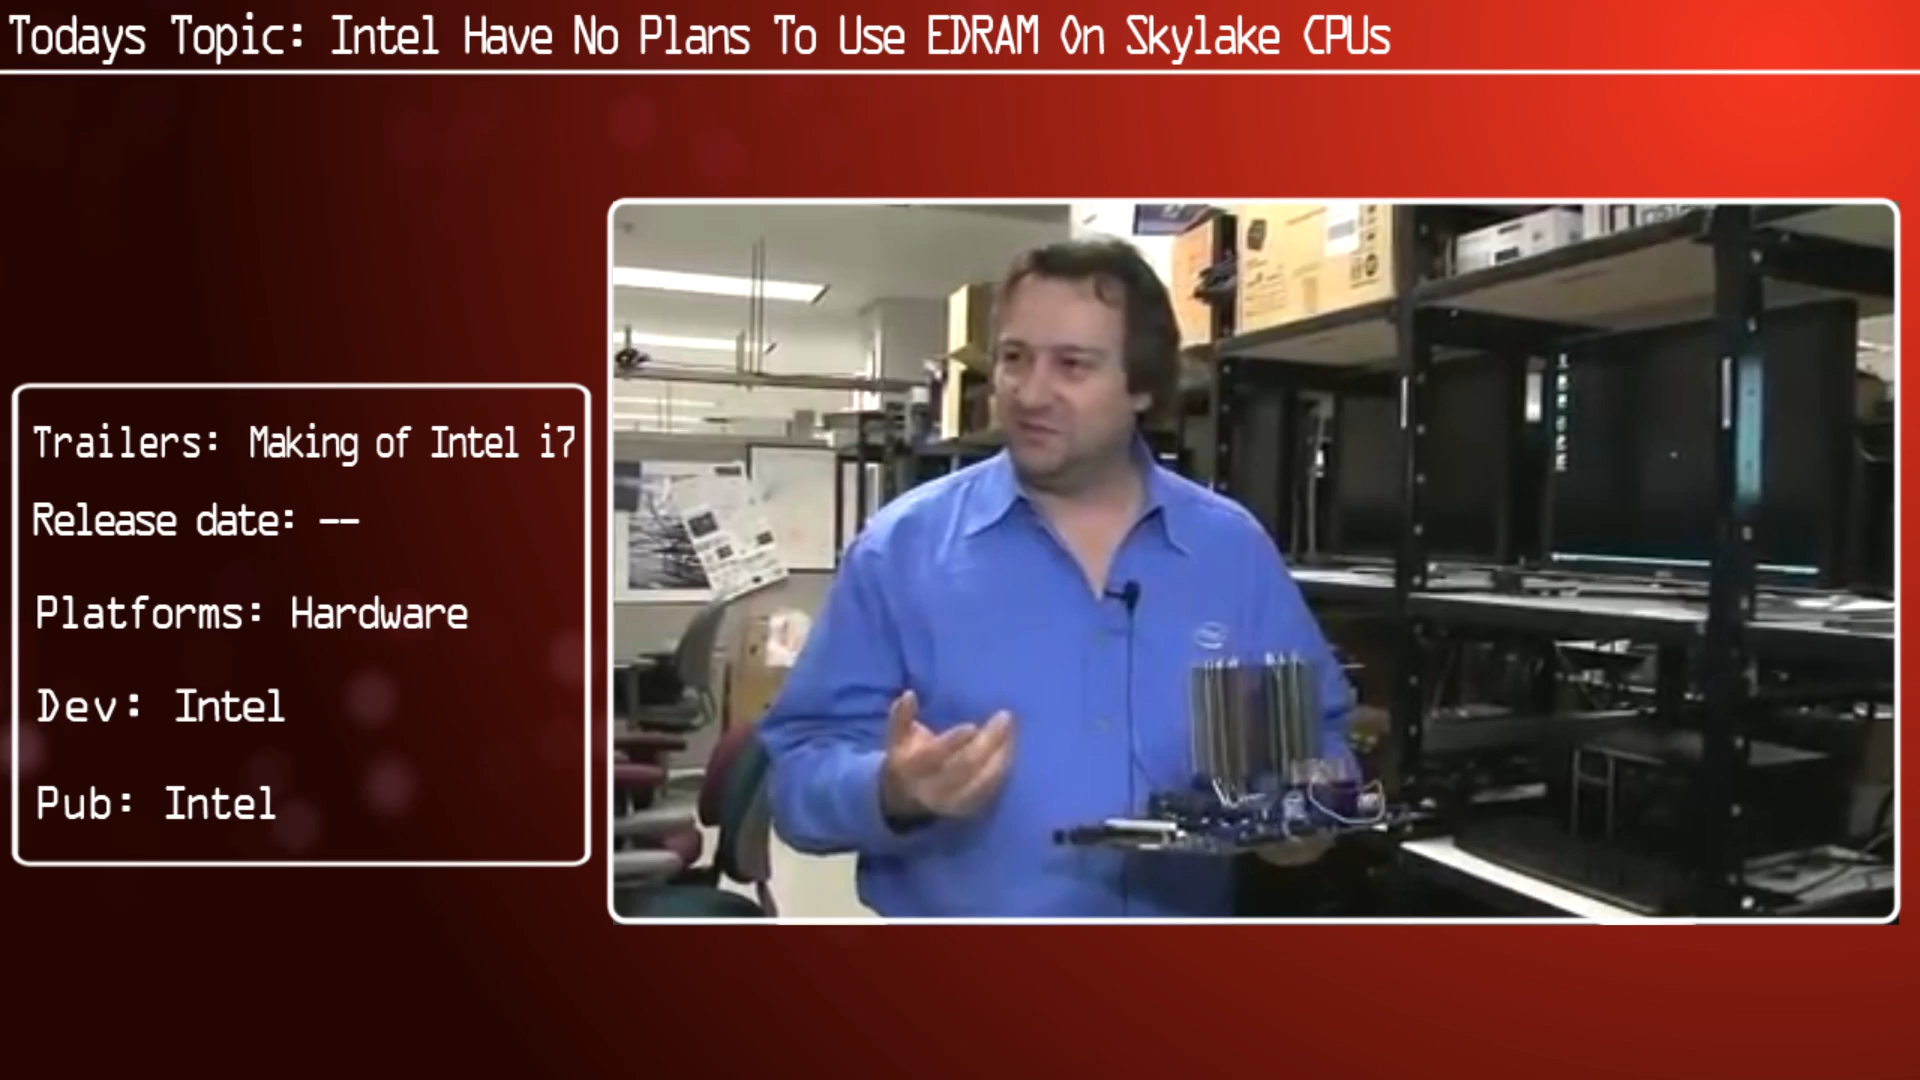 Todays Topic: Intel Have No Plans To Use EDRAM On Skylake CPUs
Trailers: Making of Intel i7
Release date: --
Platforms: Hardware
Dev: Intel
Pub: Intel